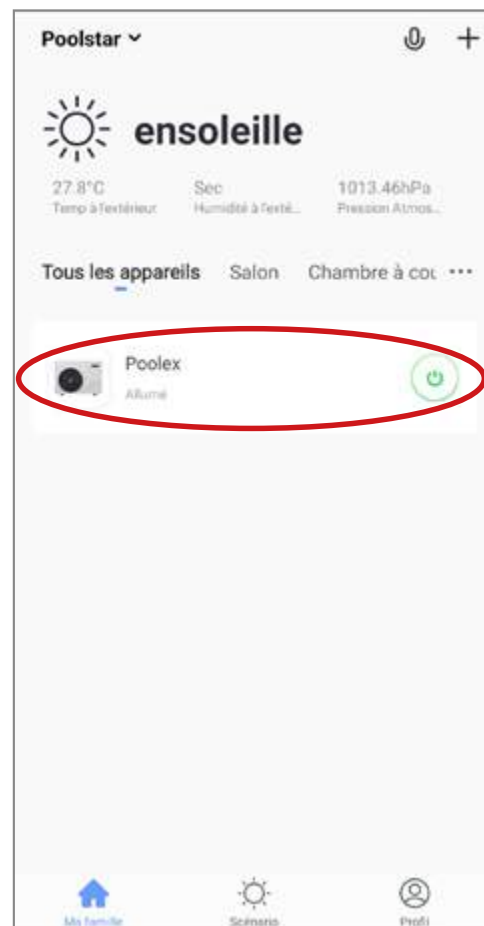 Poolstar
ensoleille
27.8°C Sec 1013.46hPa
Temp à l'extérieur Humidité à l'exté... Pression Atmos...
Tous les appareils Salon Chambre à cou ...
Poolex
Allumé
Ma famille Scénario Profil